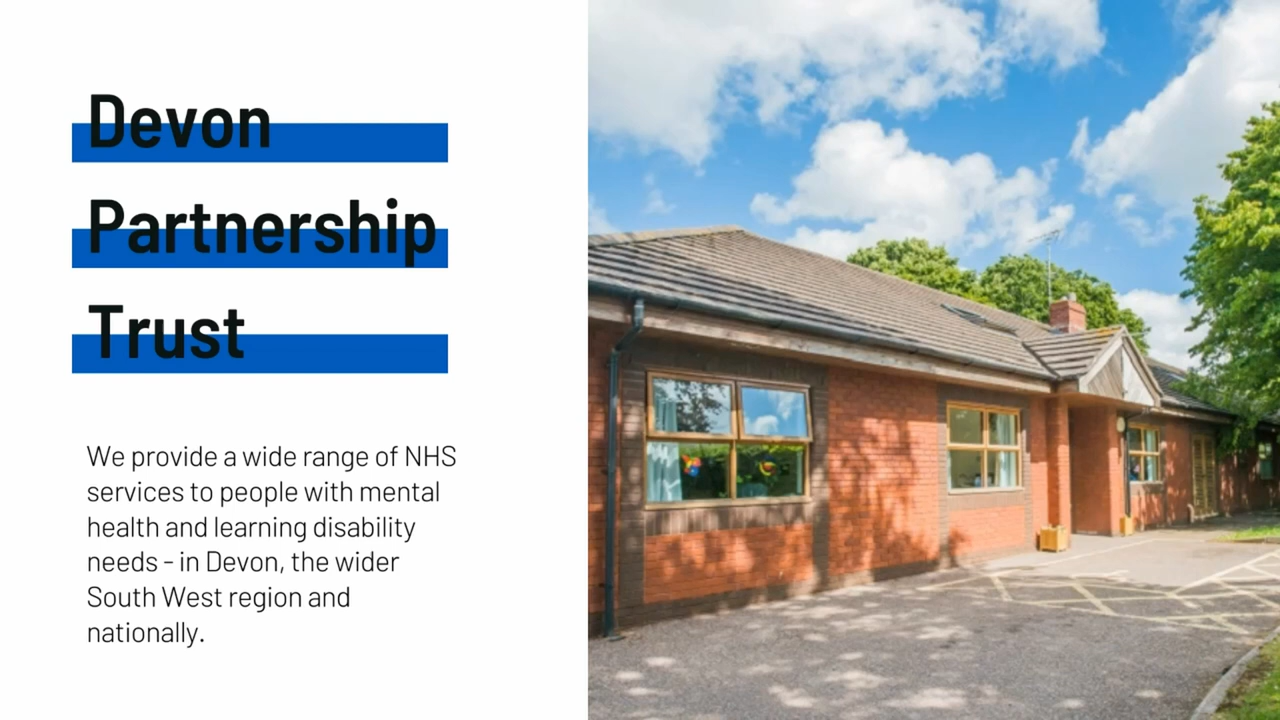 Devon
Partnership
Trust
We provide a wide range of NHS
services to people with mental
health and learning disability
needs - in Devon, the wider
South West region and
nationally.